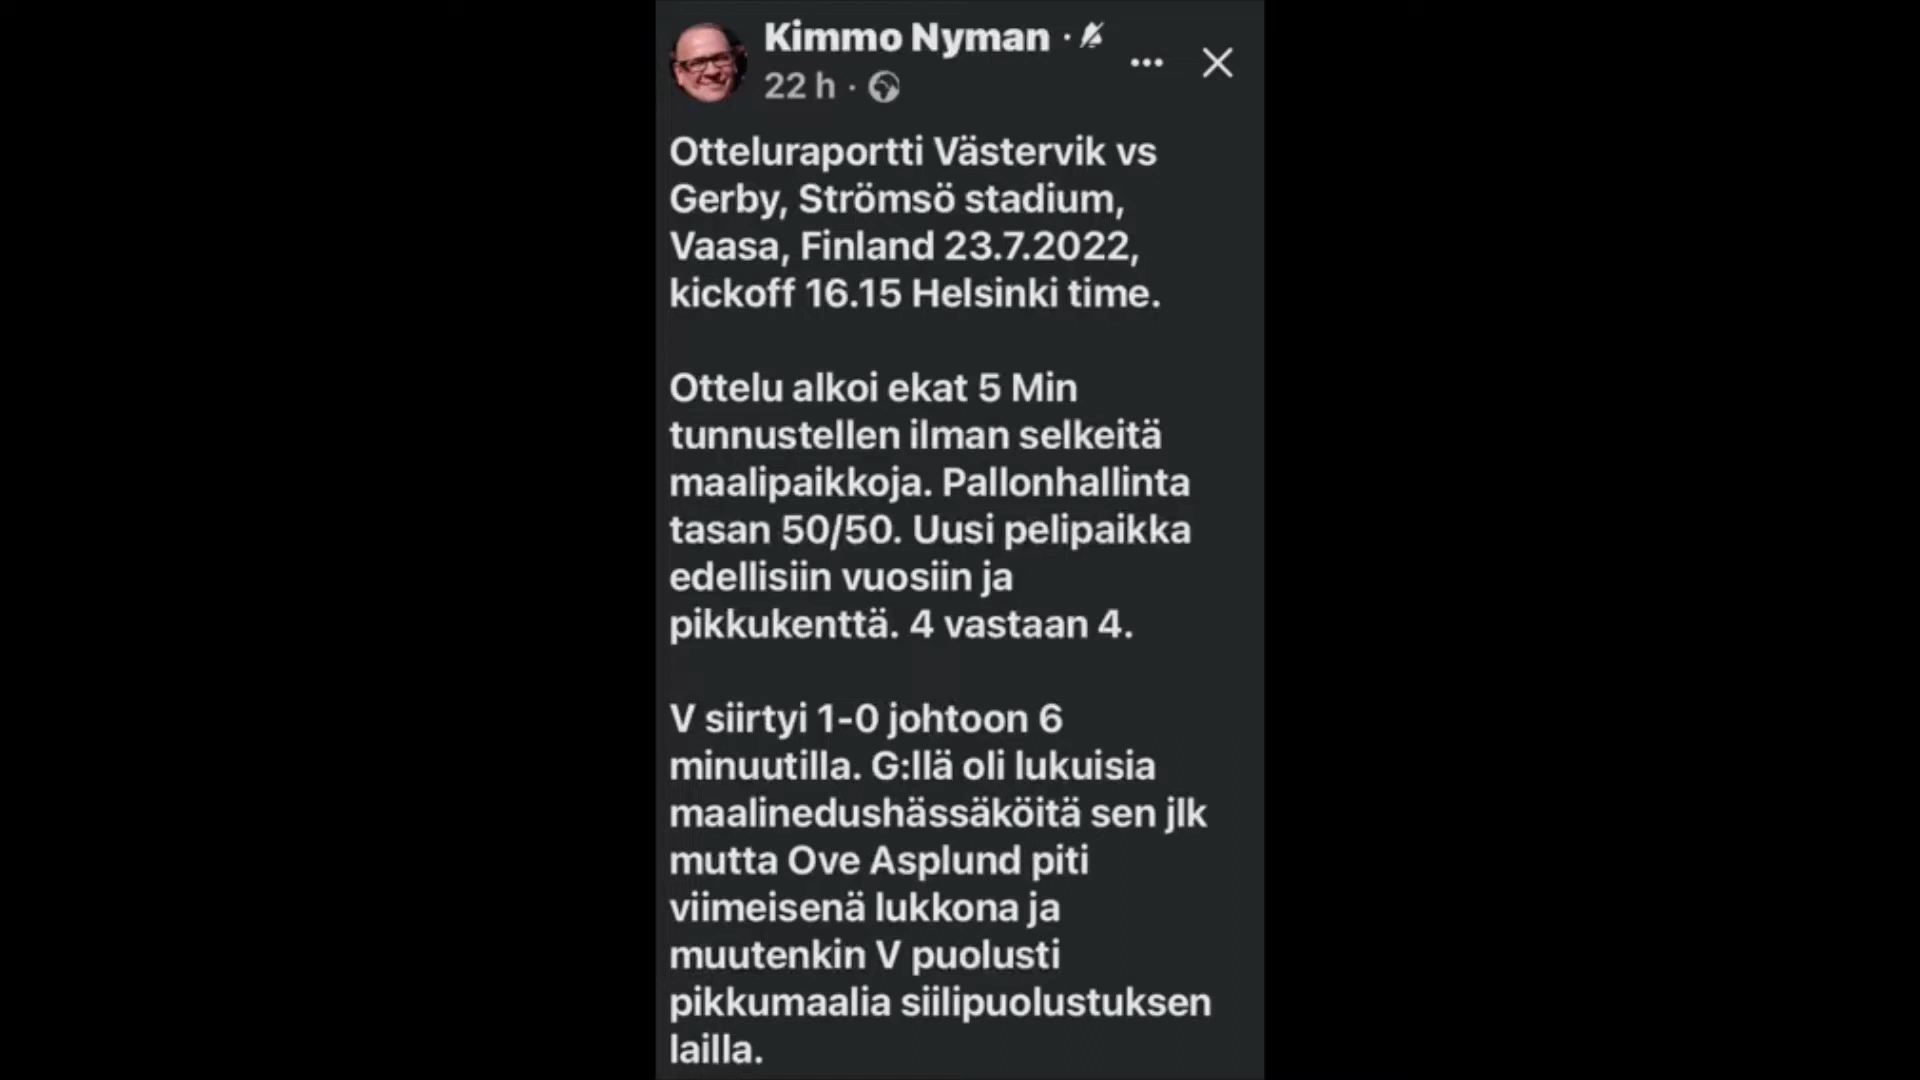 Kimmo Nyman ·
22 h ·
Otteluraportti Västervik vs
Gerby, Strömsö stadium,
Vaasa, Finland 23.7.2022,
kickoff 16.15 Helsinki time.
Ottelu alkoi ekat 5 Min
tunnustellen ilman selkeitä
maalipaikkoja. Pallonhallinta
tasan 50/50. Uusi pelipaikka
edellisiin vuosiin ja
pikkukenttä. 4 vastaan 4.
V siirtyi 1-0 johtoon 6
minuutilla. G:llä oli lukuisia
maalinedushässäköitä sen jlk
mutta Ove Asplund piti
viimeisenä lukkona ja
muutenkin V puolusti
pikkumaalia siilipuolustuksen
lailla.